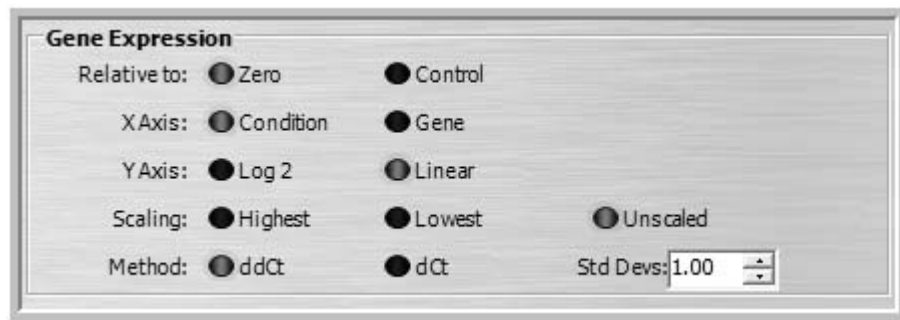 Gene Expression
Relative to: Zero Control
X Axis: Condition Gene
Y Axis: Log 2 Linear
Scaling: Highest Lowest Unscaled
Method: ddCt dCt Std Devs: 1.00